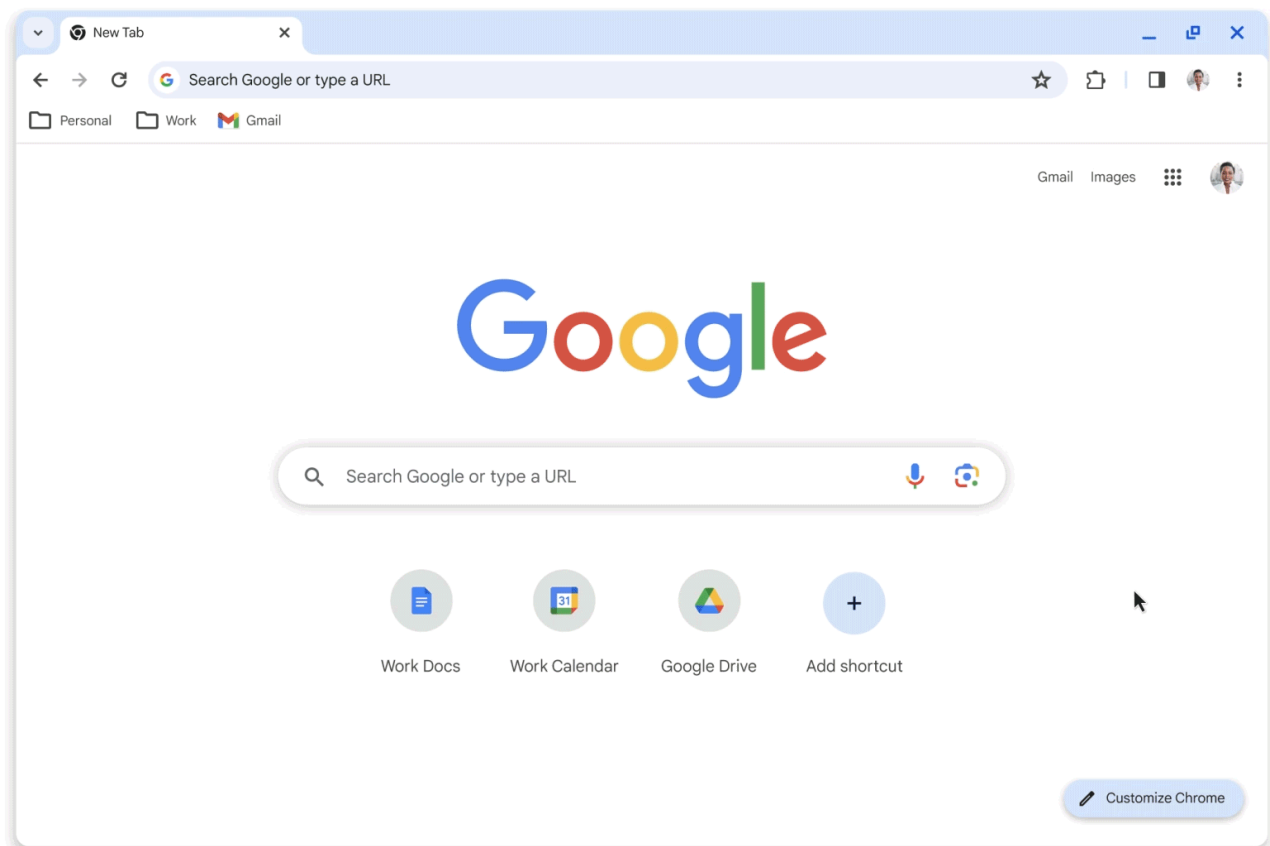 New Tab
Search Google or type a URL
Personal Work Gmail
Gmail Images
Google
Search Google or type a URL
31
Work Docs Work Calendar Google Drive Add shortcut
Customize Chrome